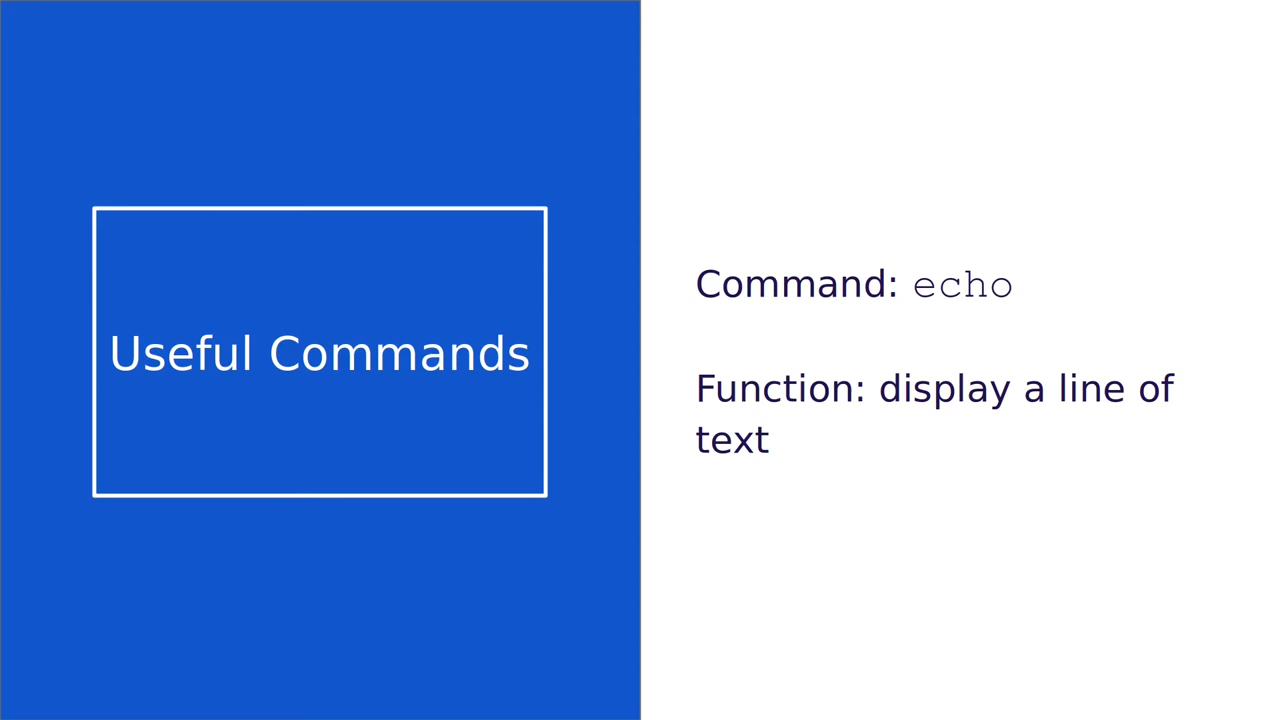 Useful Commands
Command: echo
Function: display a line of
text